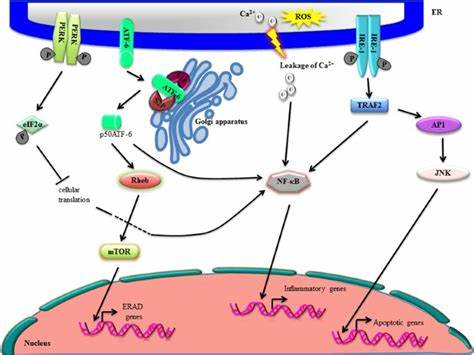 ER
Ca²⁺
ROS
PERK
PERK
ATF-6
IRE-1
IRE-1
P
P
P
P
Leakage of Ca²⁺
ATF-6
Golgi apparatus
TRAF2
eIF2α
P
p50ATF-6
AP1
Rheb
NF-κB
JNK
cellular
translation
mTOR
Inflammatory genes
ERAD
genes
Apoptotic genes
Nucleus